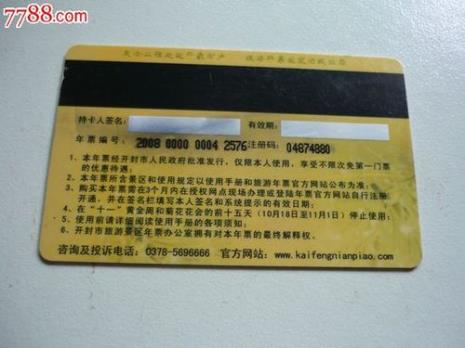 7788.com
持卡人签名:
有效期:
年票编号: 2008 0000 0004 2576 注册码: 04874880
1、本年票经开封市人民政府批准发行，仅限本人使用，享受不限次免第一门票
的优惠待遇;
2、本年票所含景区和使用规定以使用手册和旅游年票官方网站公布为准;
3、购买本年票需在3个月内在授权网点现场办理或登陆年票官方网站自行注册
开通，并在签名栏填写本人签名和系统提示的有效日期;
4、在“十一”黄金周和菊花花会的前十五天（10月18日至11月1日）停止使用;
5、使用前请详细阅读使用手册的各项须知;
6、开封市旅游景区年票办公室拥有对本年票的最终解释权。
咨询及投诉电话: 0378-5696666 官方网站: www.kaifengnianpiao.com